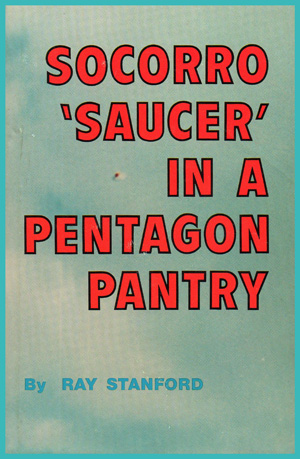 SOCORRO
‘SAUCER’
IN A
PENTAGON
PANTRY
By RAY STANFORD